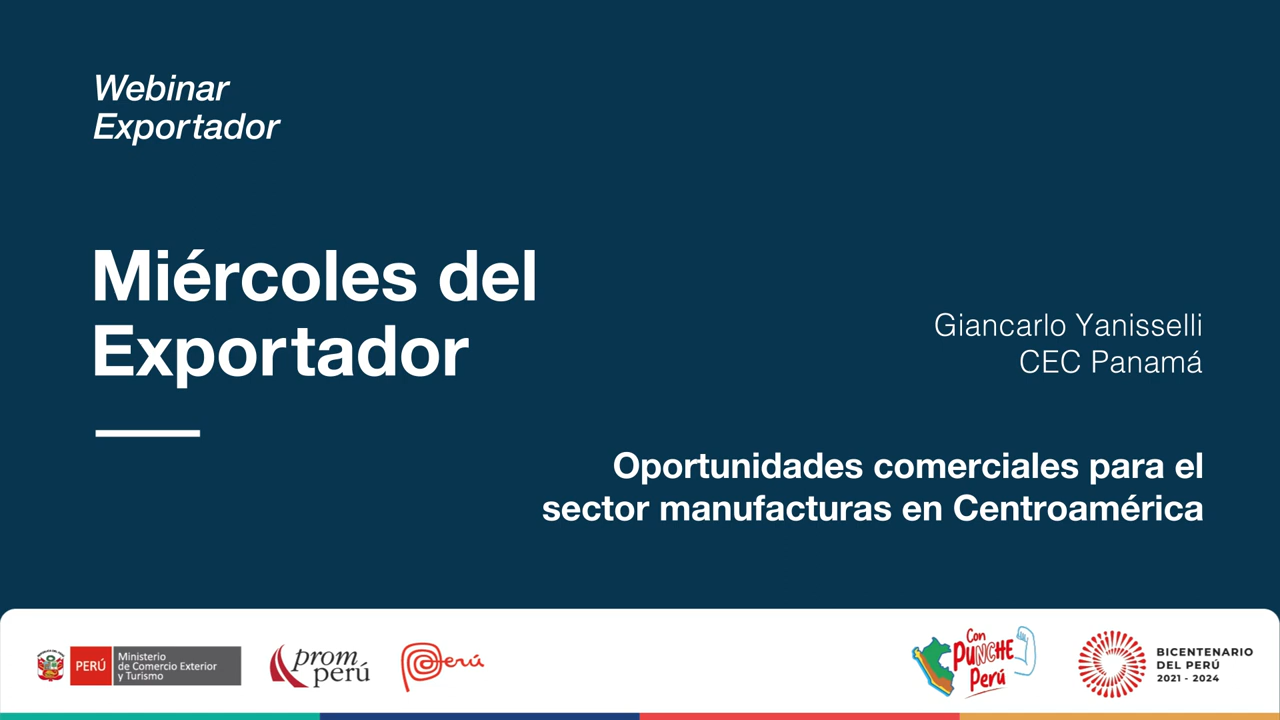 Webinar
Exportador
Miércoles del
Exportador
Giancarlo Yanisselli
CEC Panamá
Oportunidades comerciales para el
sector manufacturas en Centroamérica
PERÚ
Ministerio
de Comercio Exterior
y Turismo
prom
perú
Perú
Con
PUNCHE
Perú
BICENTENARIO
DEL PERÚ
2021 - 2024